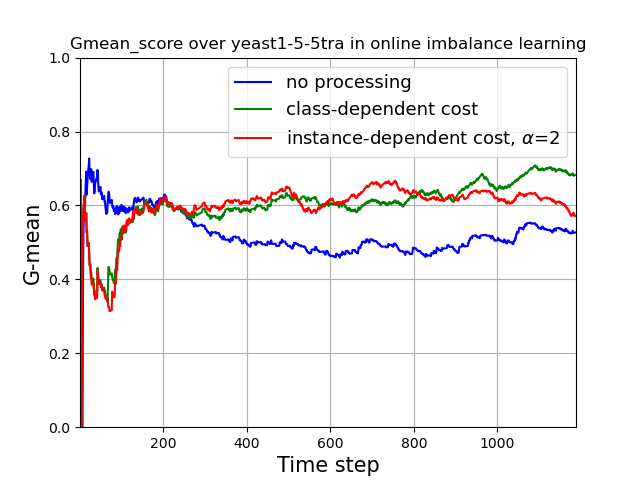 Gmean_score over yeast1-5-5tra in online imbalance learning
1.0
0.8
0.6
0.4
0.2
0.0
G-mean
no processing
class-dependent cost
instance-dependent cost, α=2
200 400 600 800 1000
Time step